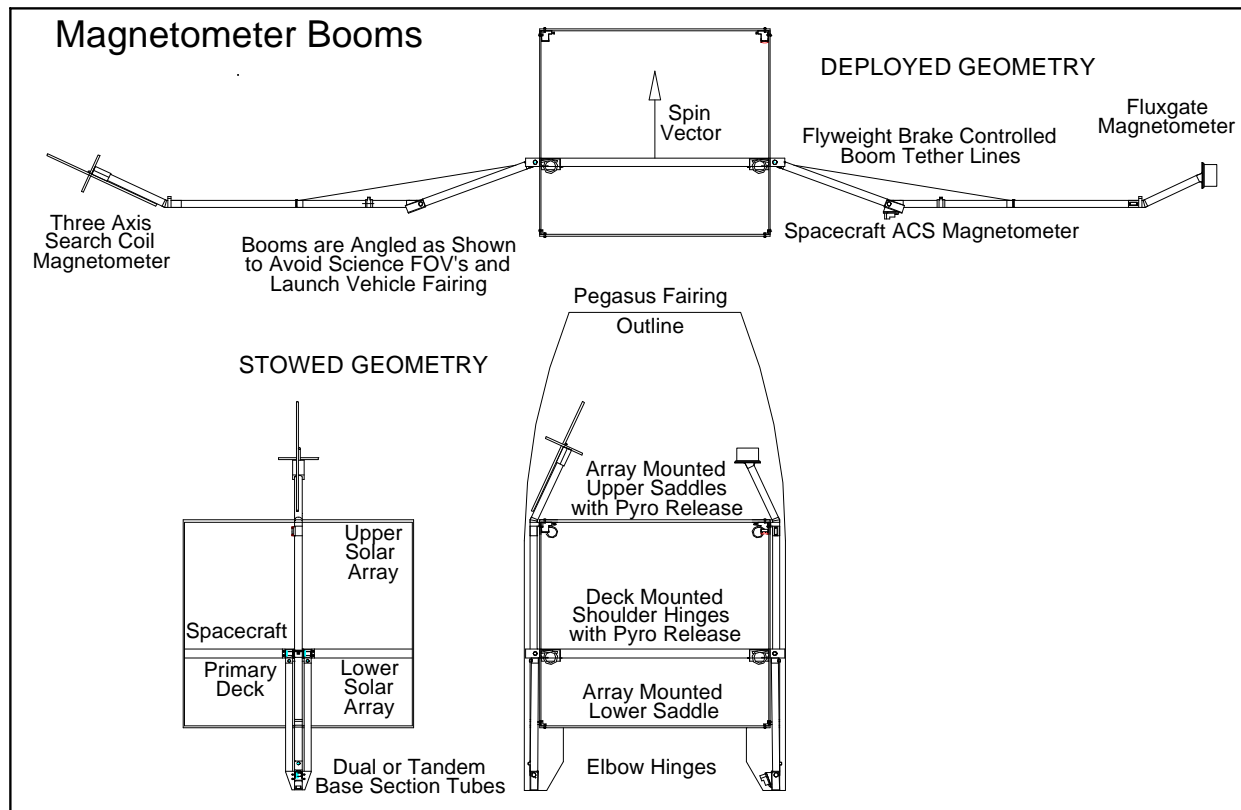 Magnetometer Booms
DEPLOYED GEOMETRY
Spin
Vector
Fluxgate
Magnetometer
Flyweight Brake Controlled
Boom Tether Lines
Three Axis
Search Coil
Magnetometer
Booms are Angled as Shown
to Avoid Science FOV's and
Launch Vehicle Fairing
Spacecraft ACS Magnetometer
Pegasus Fairing
Outline
STOWED GEOMETRY
Array Mounted
Upper Saddles
with Pyro Release
Upper
Solar
Array
Deck Mounted
Shoulder Hinges
with Pyro Release
Spacecraft
Primary
Deck
Lower
Solar
Array
Array Mounted
Lower Saddle
Dual or Tandem
Base Section Tubes
Elbow Hinges